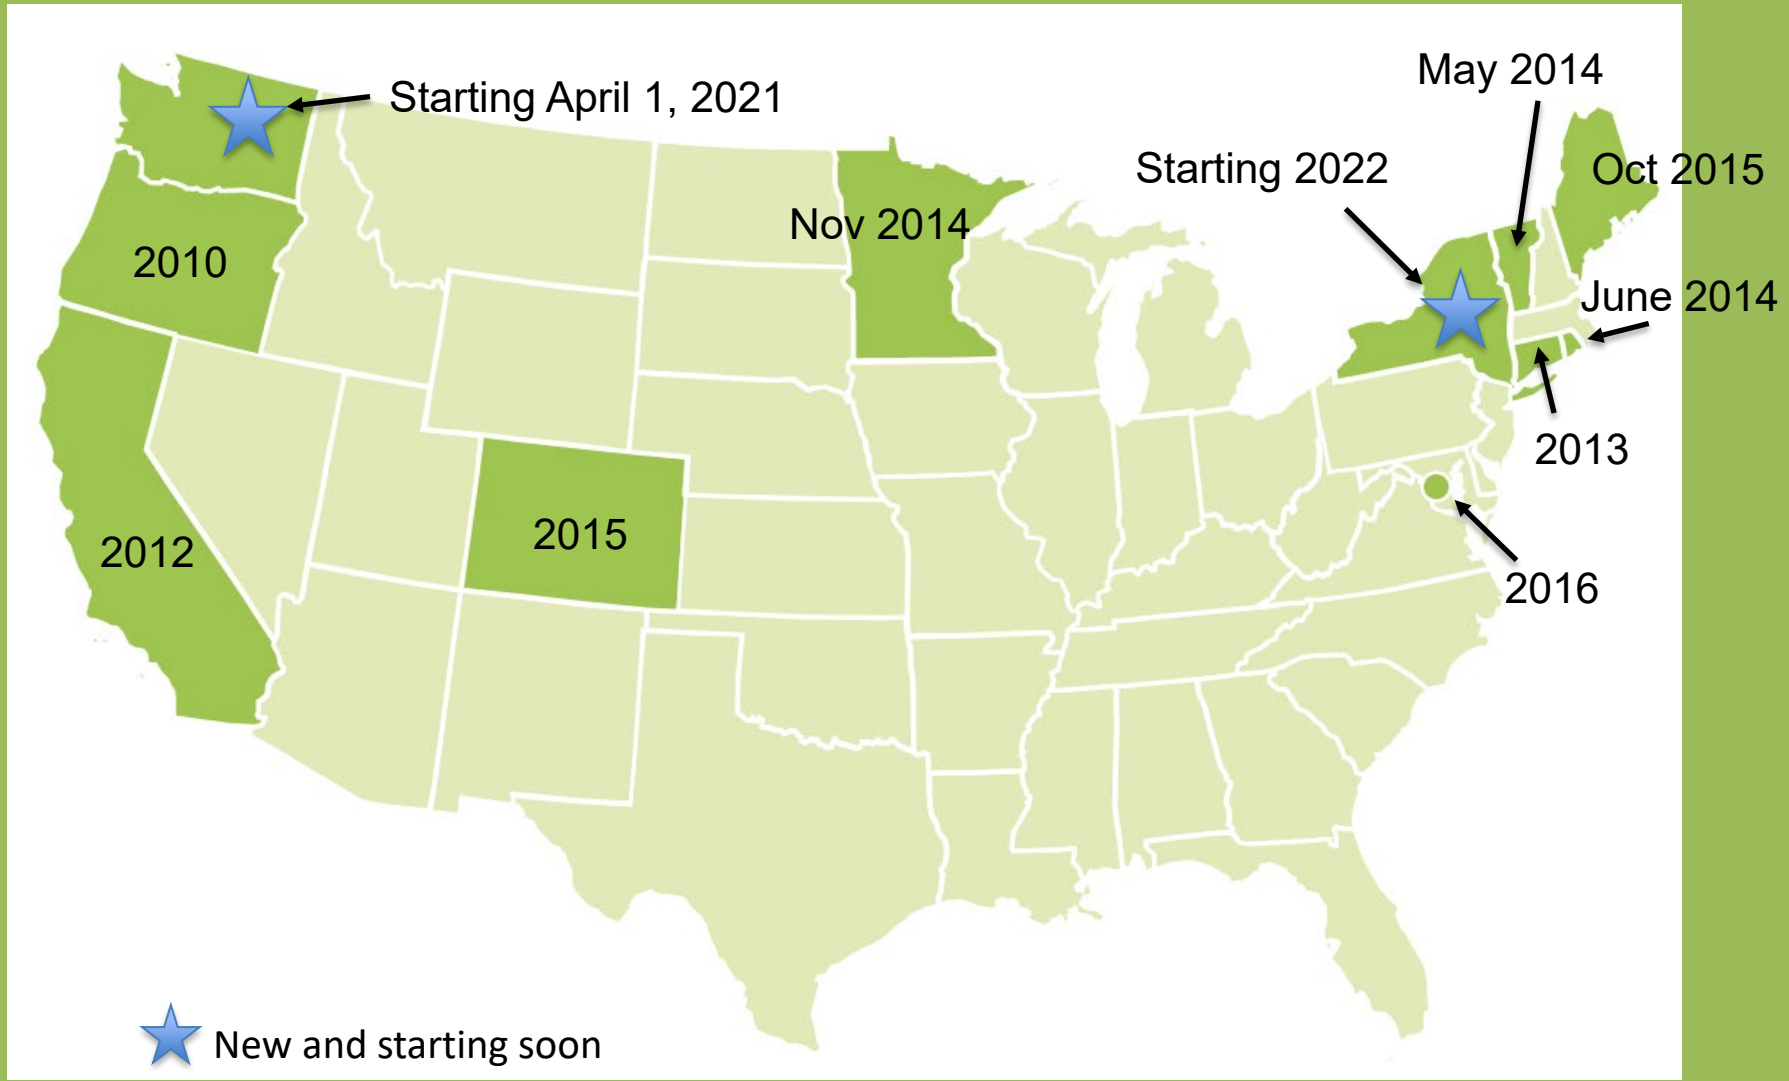 May 2014
Starting April 1, 2021
Starting 2022
Oct 2015
Nov 2014
2010
June 2014
2013
2015
2012
2016
New and starting soon